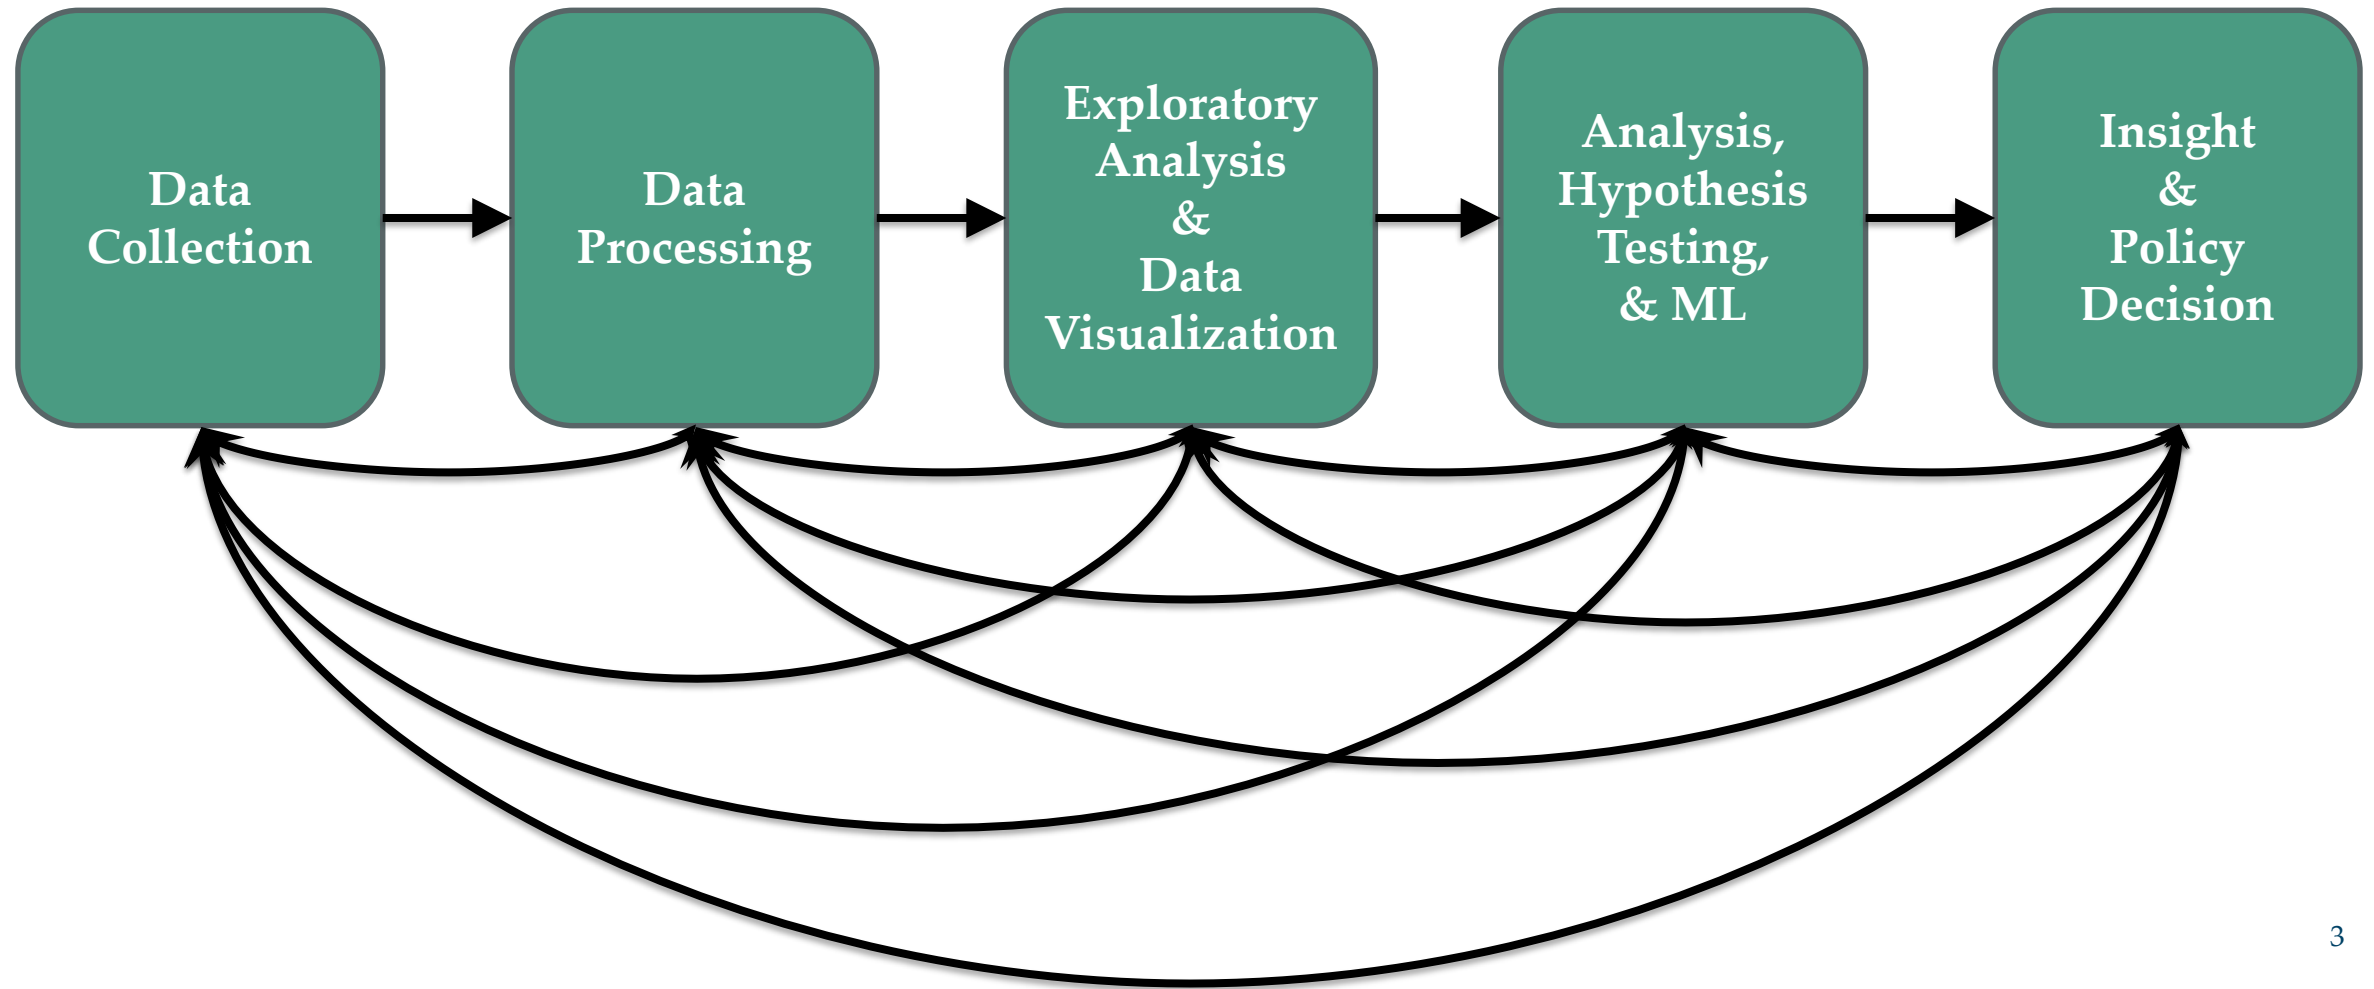 Data
Collection
Data
Processing
Exploratory
Analysis
&
Data
Visualization
Analysis,
Hypothesis
Testing,
& ML
Insight
&
Policy
Decision
3